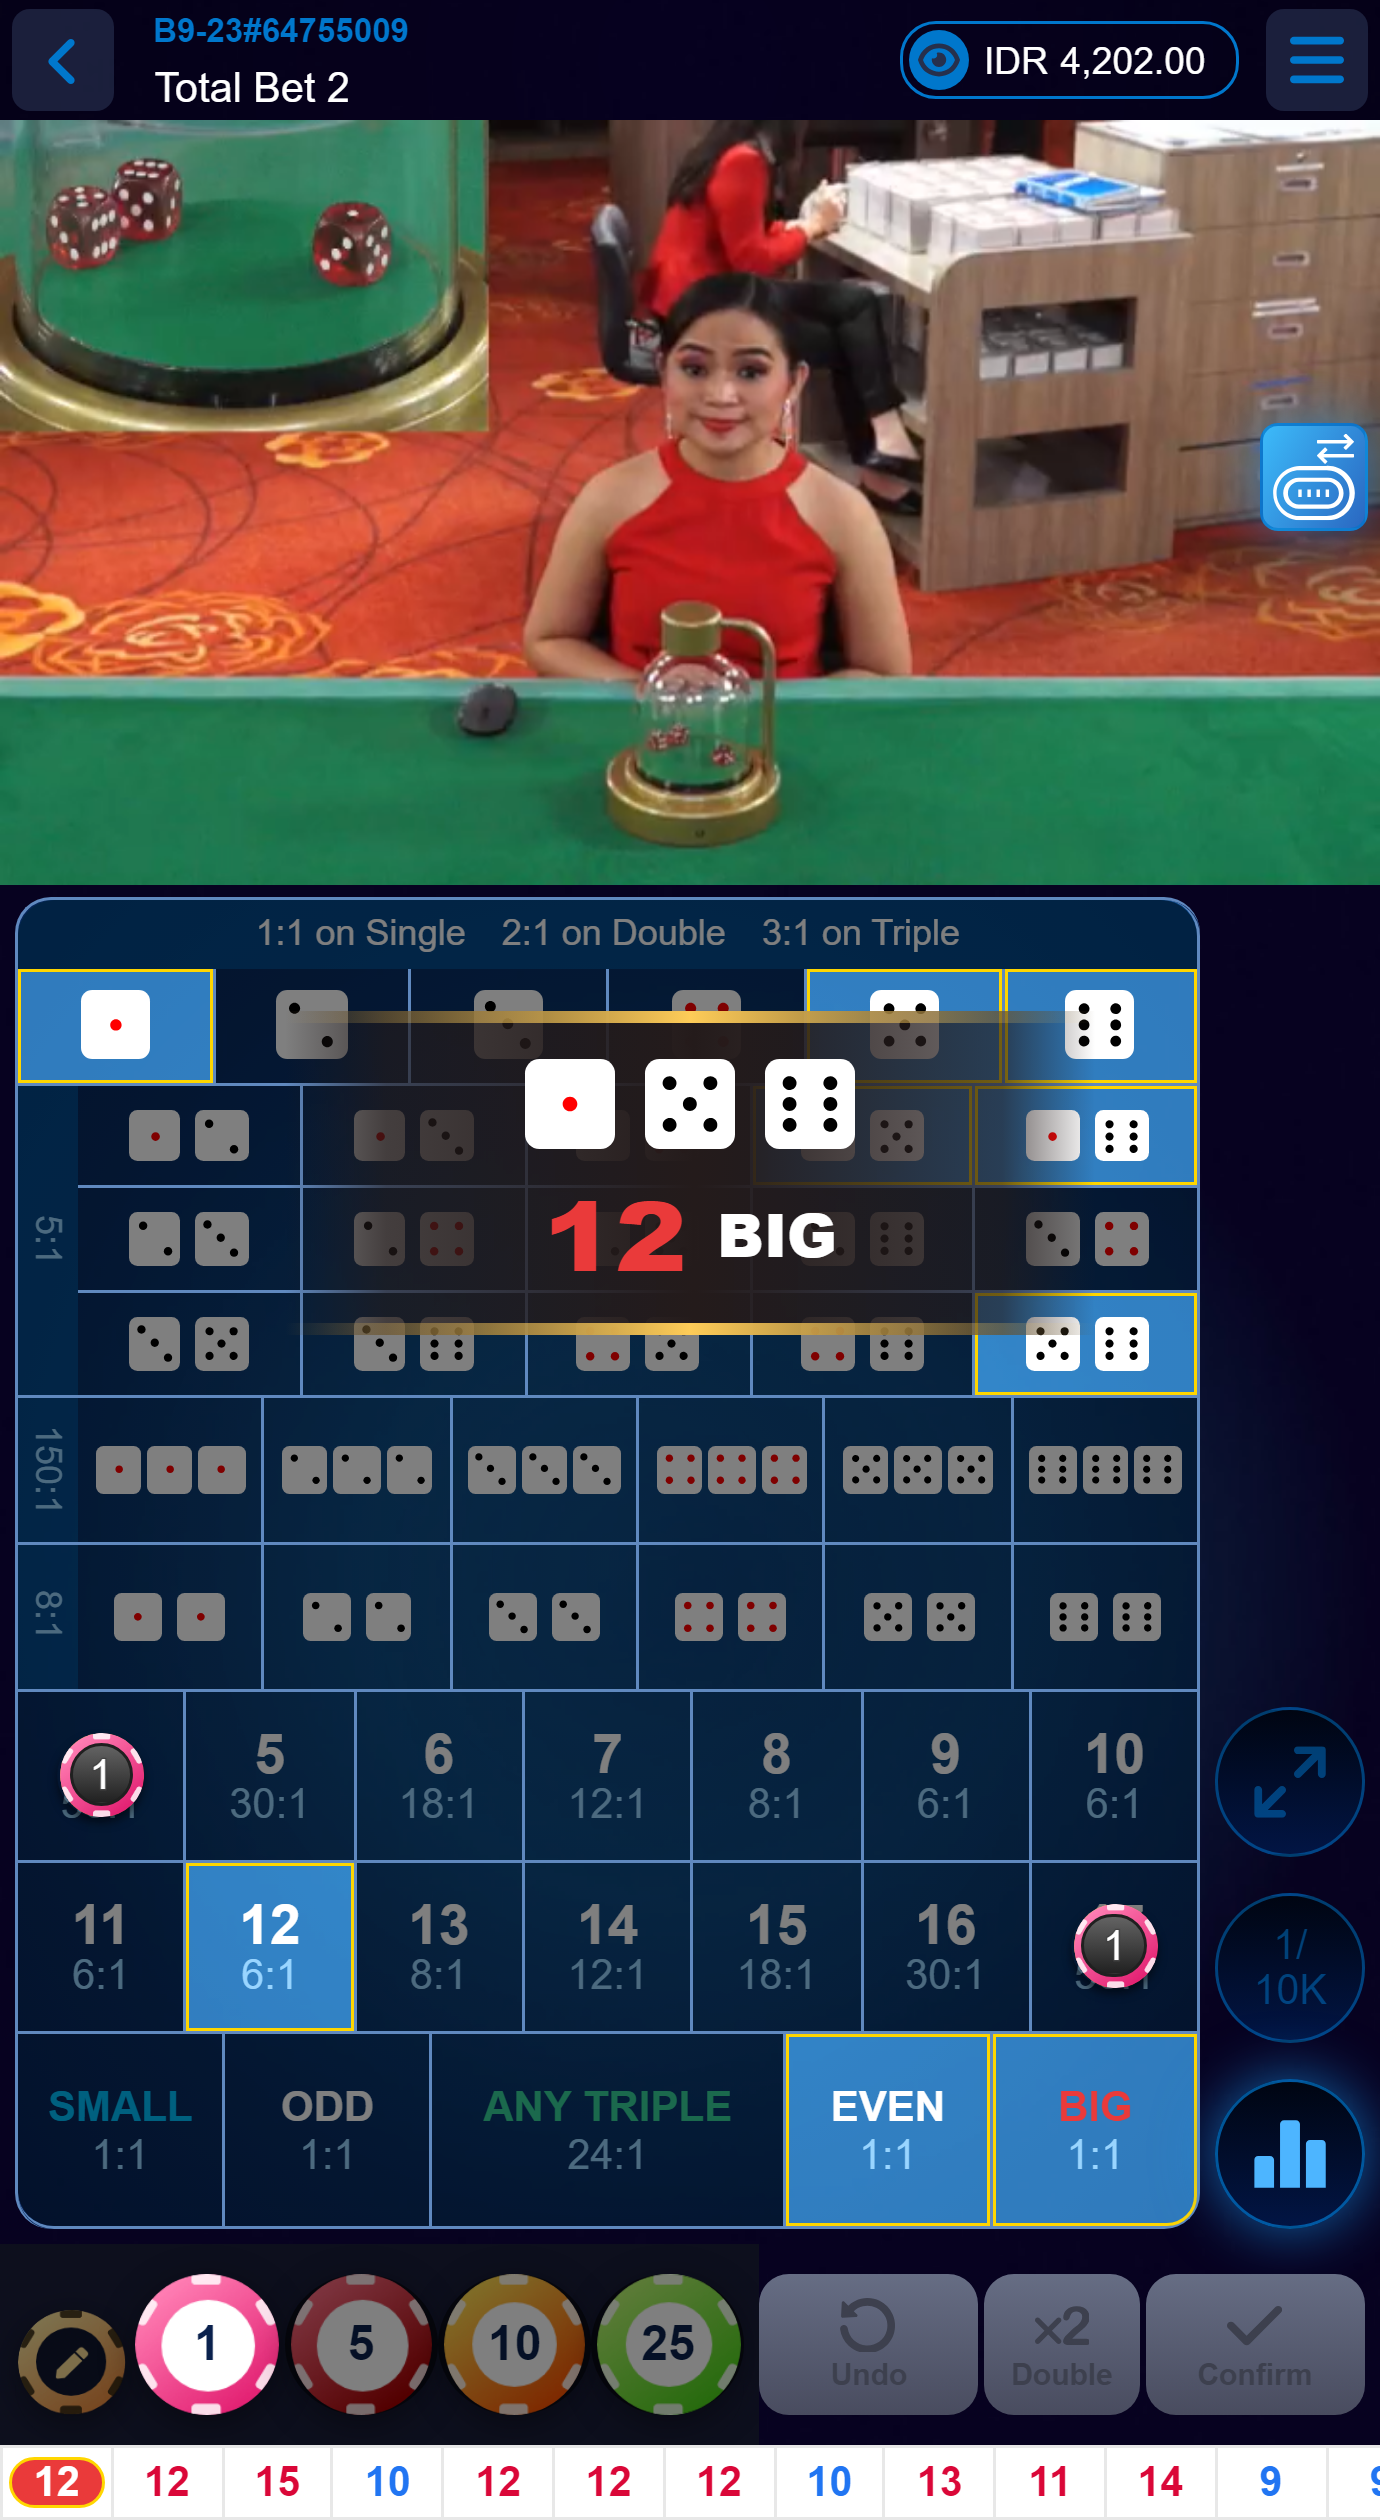 B9-23#64755009
Total Bet 2
IDR 4,202.00
1:1 on Single 2:1 on Double 3:1 on Triple
12 BIG
5:1
150:1
8:1
1 5 6 7 8 9 10
30:1 18:1 12:1 8:1 6:1 6:1
11 12 13 14 15 16 1
6:1 6:1 8:1 12:1 18:1 30:1
1/
10K
SMALL ODD ANY TRIPLE EVEN BIG
1:1 1:1 24:1 1:1 1:1
1 5 10 25
Undo x2 Double Confirm
12 12 15 10 12 12 12 10 13 11 14 9